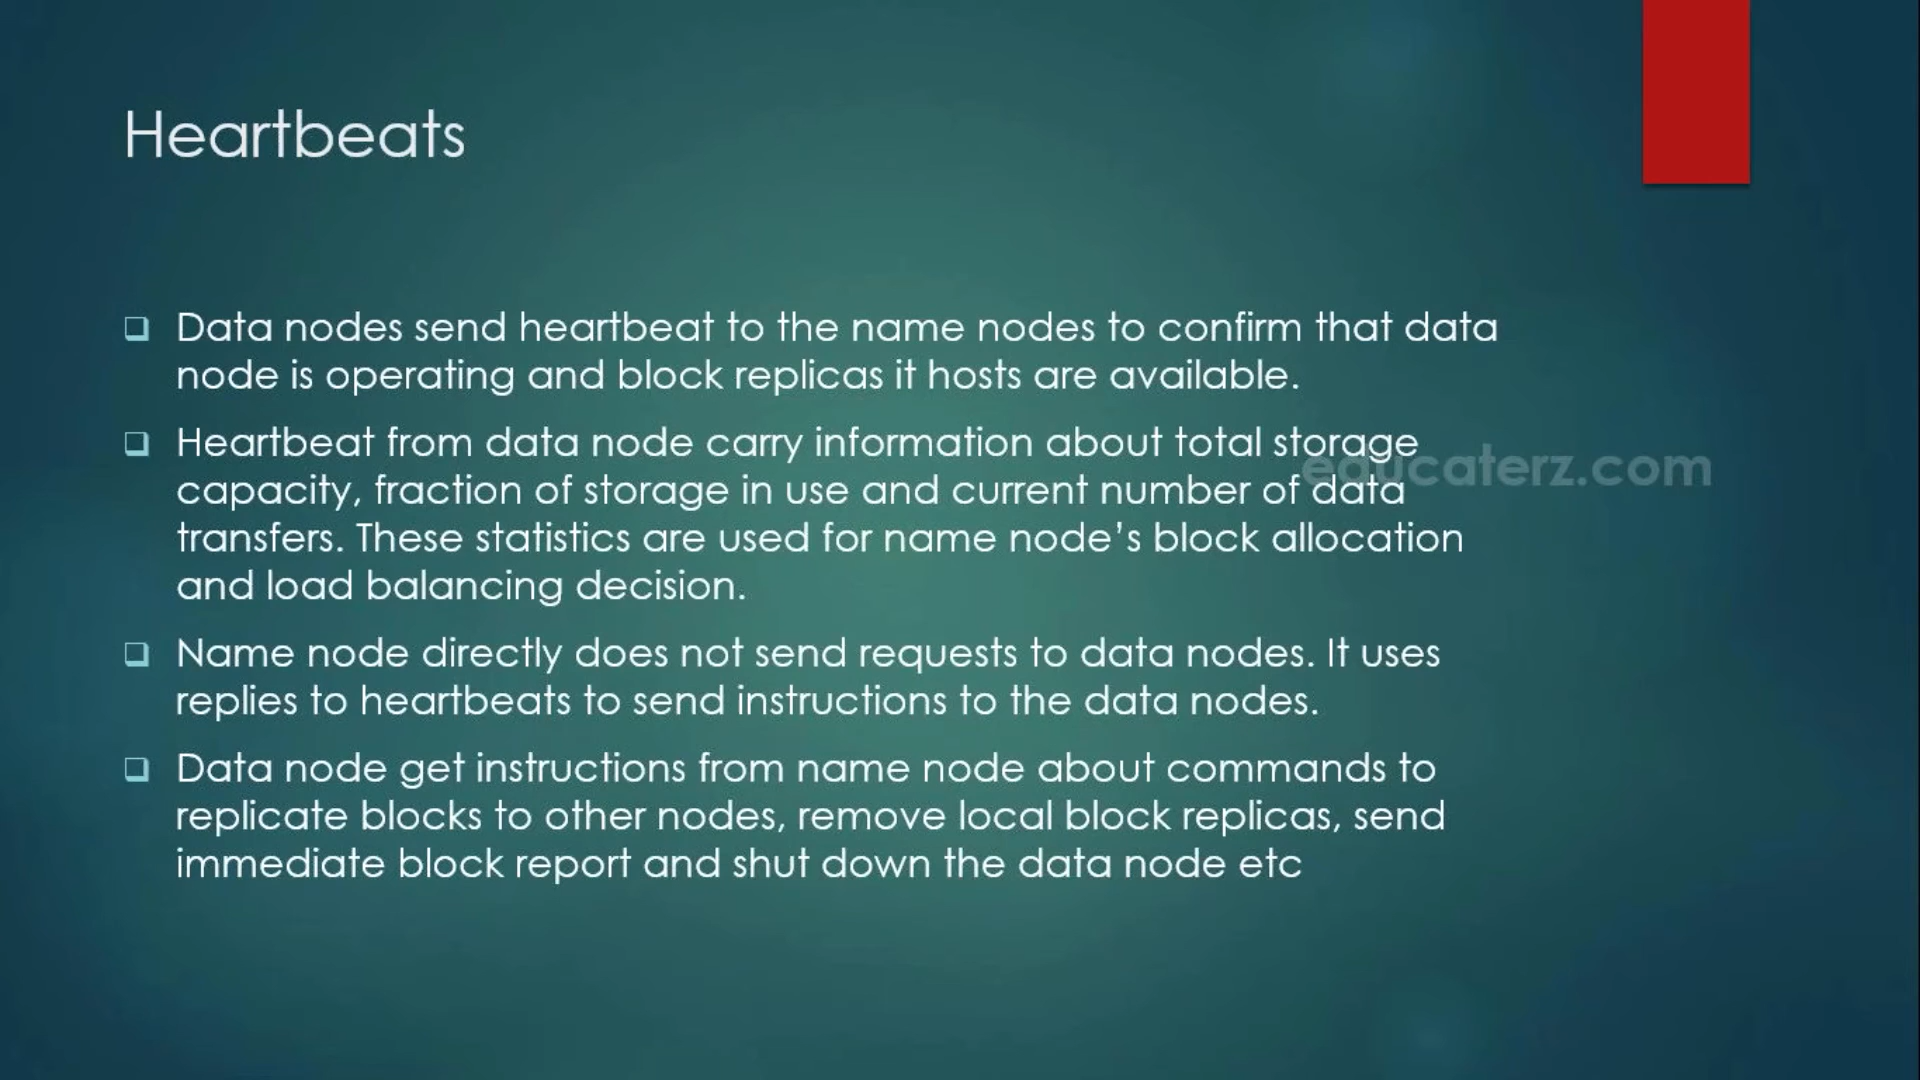 Heartbeats
Data nodes send heartbeat to the name nodes to confirm that data
node is operating and block replicas it hosts are available.
Heartbeat from data node carry information about total storage
capacity, fraction of storage in use and current number of data
transfers. These statistics are used for name node's block allocation
and load balancing decision.
educaterz.com
Name node directly does not send requests to data nodes. It uses
replies to heartbeats to send instructions to the data nodes.
Data node get instructions from name node about commands to
replicate blocks to other nodes, remove local block replicas, send
immediate block report and shut down the data node etc